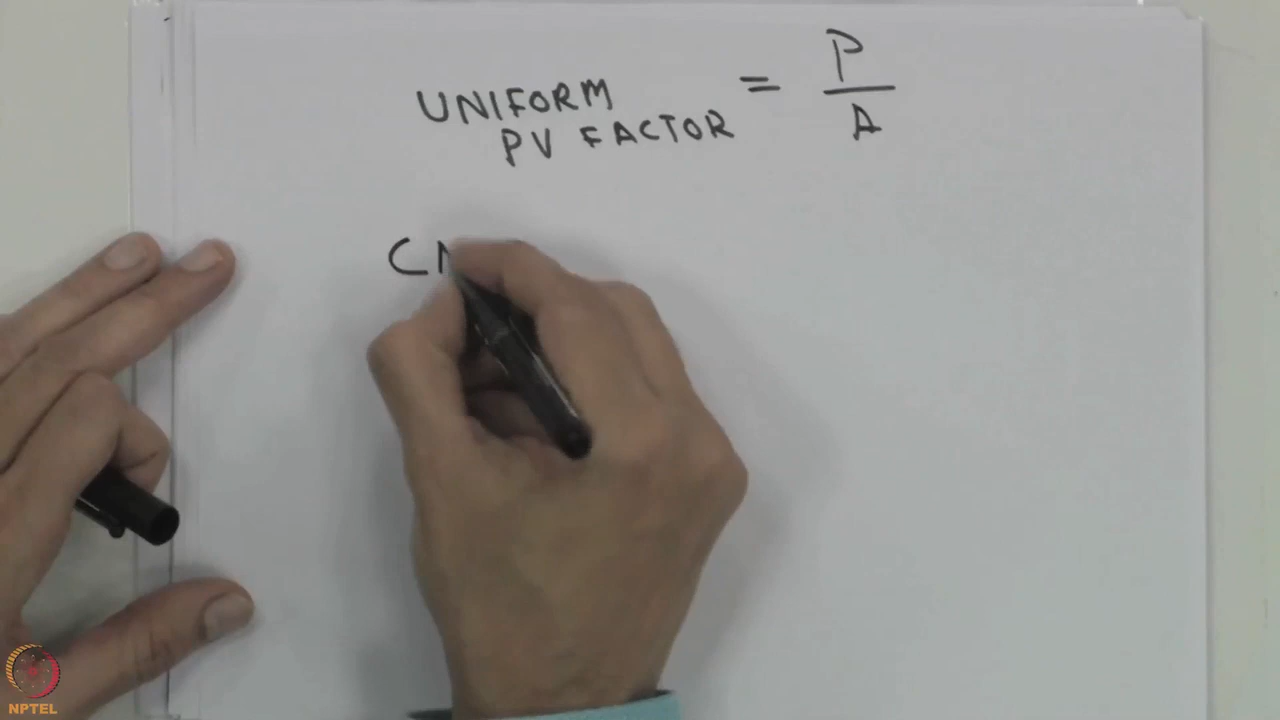 UNIFORM
PV FACTOR = P / A
NPTEL